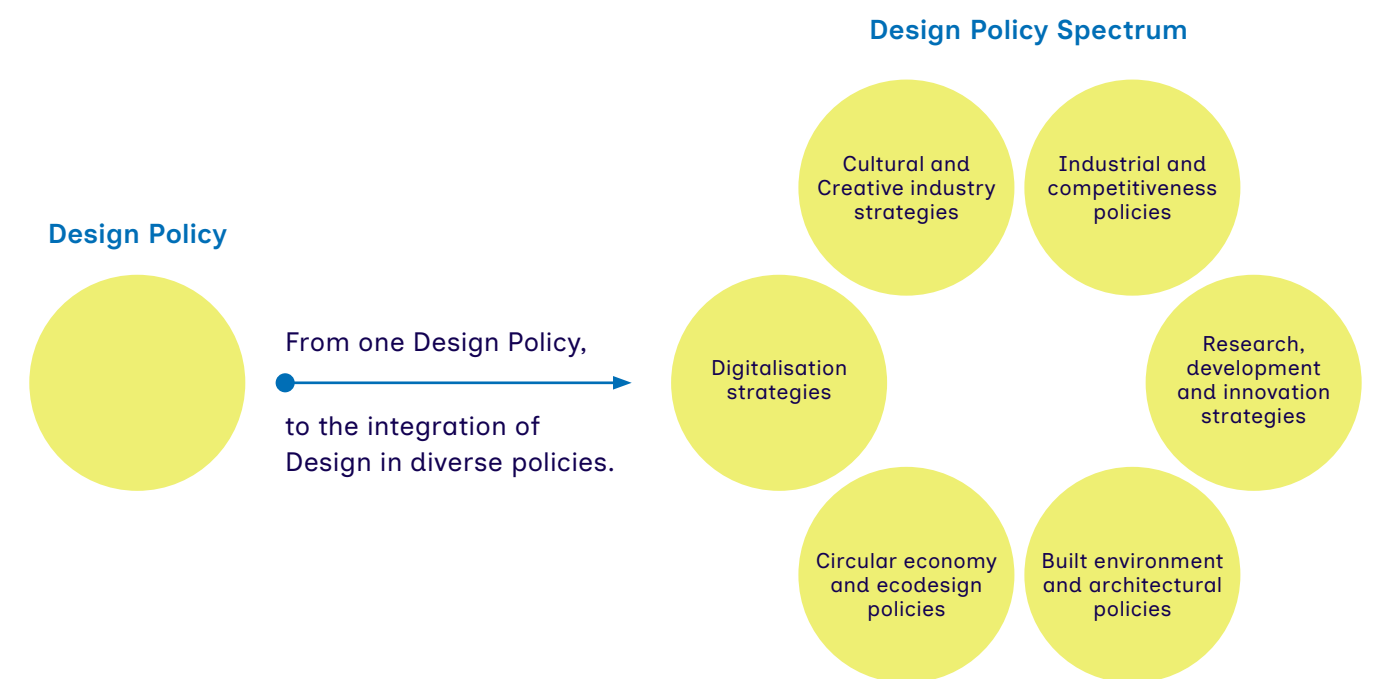 Design Policy Spectrum
Design Policy
From one Design Policy,
to the integration of
Design in diverse policies.
Cultural and
Creative industry
strategies
Industrial and
competitiveness
policies
Digitalisation
strategies
Research,
development
and innovation
strategies
Circular economy
and ecodesign
policies
Built environment
and architectural
policies